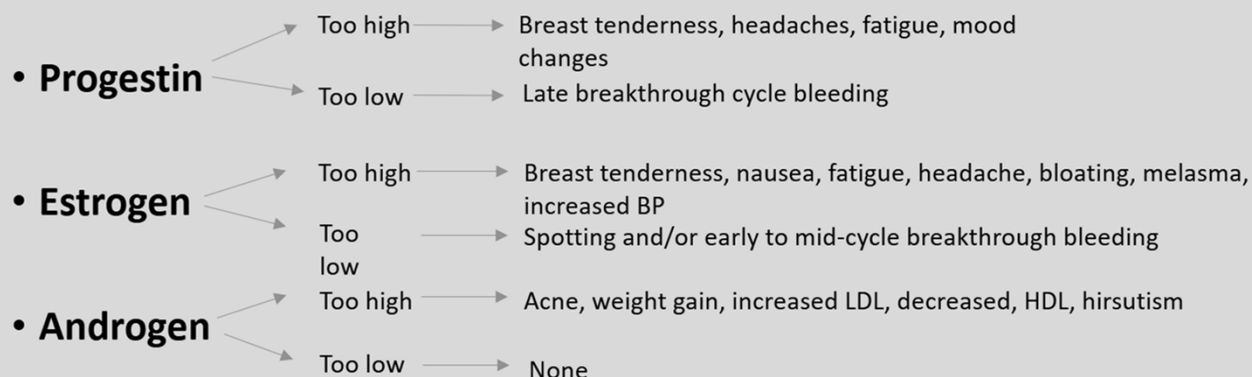 Too high Breast tenderness, headaches, fatigue, mood
changes
• Progestin
Too low Late breakthrough cycle bleeding
Too high Breast tenderness, nausea, fatigue, headache, bloating, melasma,
increased BP
• Estrogen
Too Spotting and/or early to mid-cycle breakthrough bleeding
low
Too high Acne, weight gain, increased LDL, decreased, HDL, hirsutism
• Androgen
Too low None